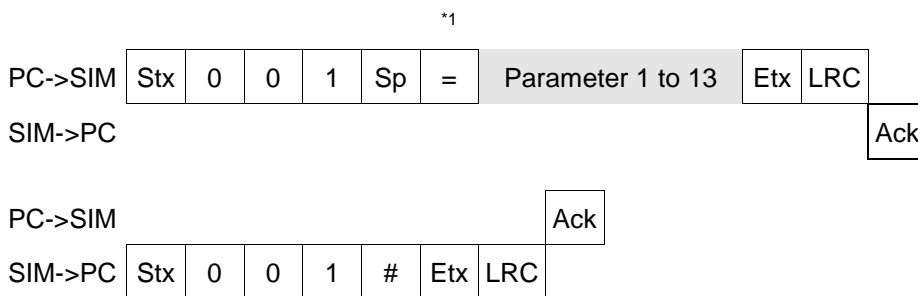 *1
PC->SIM Stx 0 0 1 Sp = Parameter 1 to 13 Etx LRC
SIM->PC Ack
PC->SIM Ack
SIM->PC Stx 0 0 1 # Etx LRC